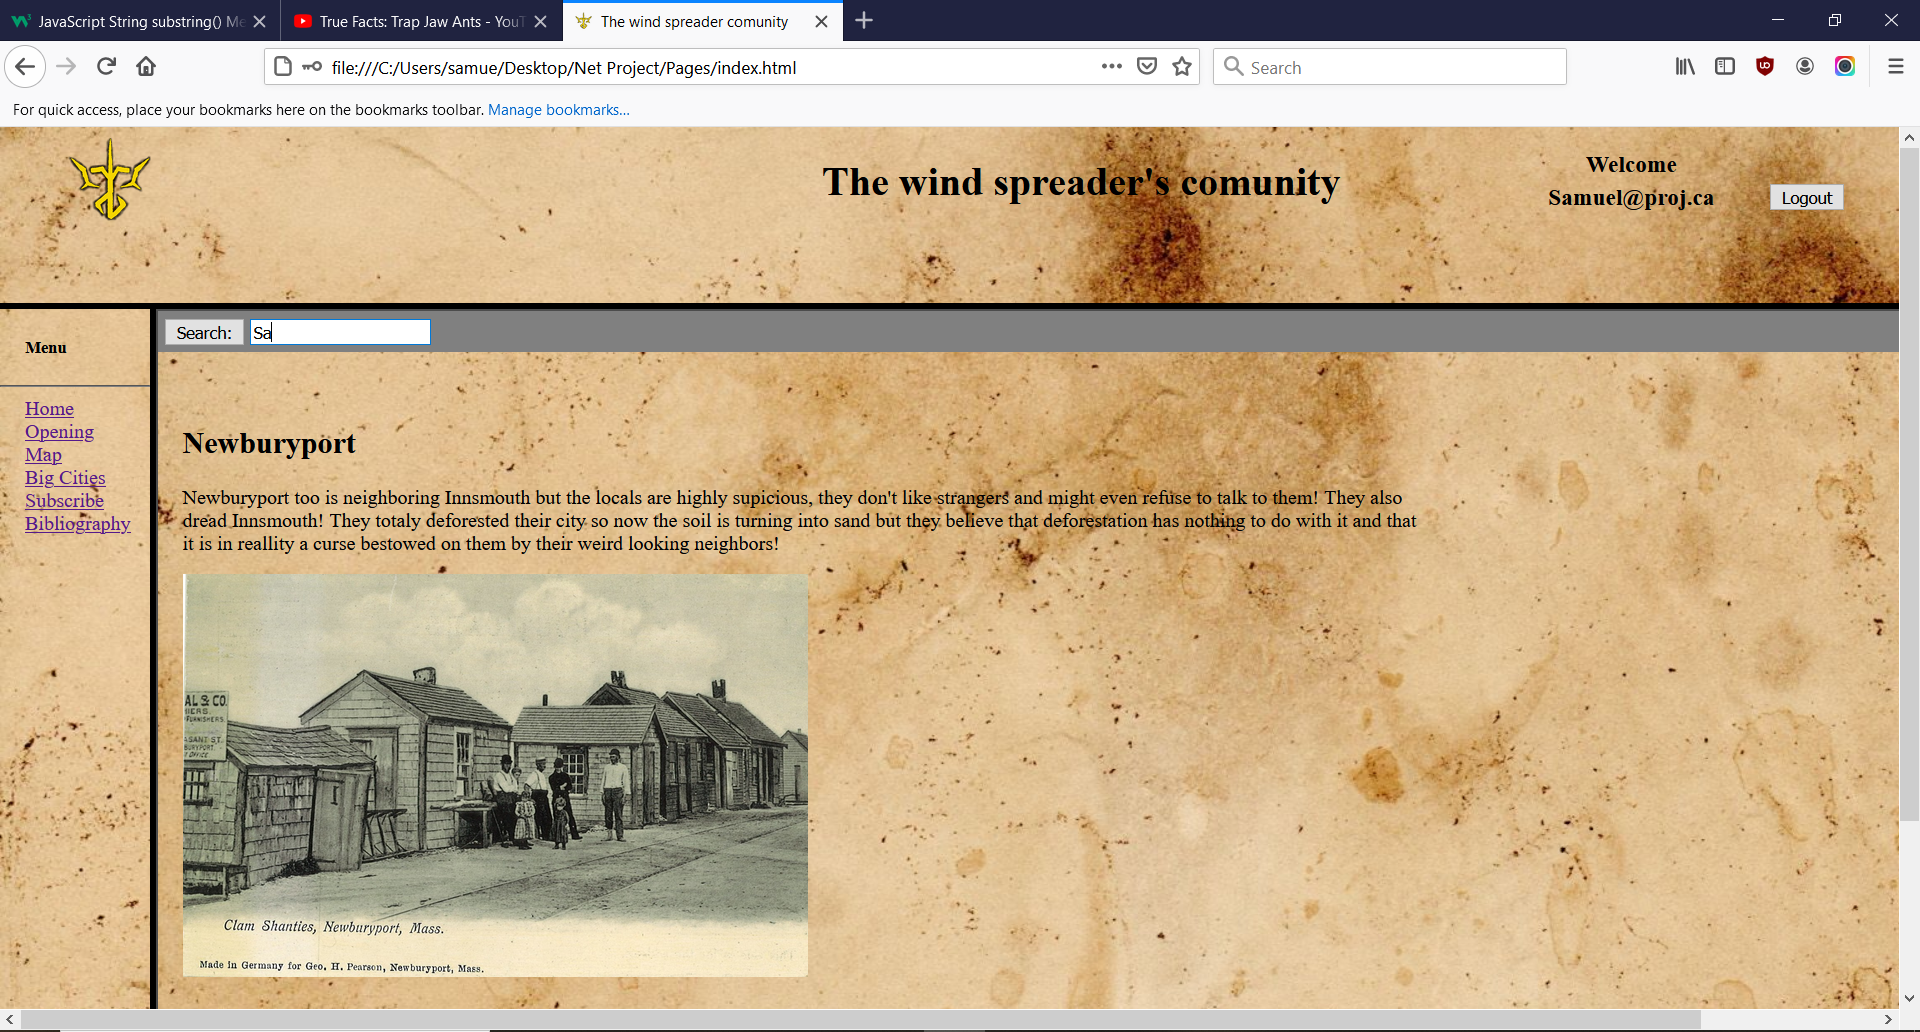 JavaScript String substring() Me
True Facts: Trap Jaw Ants - YouT
The wind spreader comunity
file:///C:/Users/samue/Desktop/Net Project/Pages/index.html
Search
For quick access, place your bookmarks here on the bookmarks toolbar. Manage bookmarks...
The wind spreader's comunity
Welcome
Samuel@proj.ca
Logout
Menu
Home
Opening
Map
Big Cities
Subscribe
Bibliography
Search:
Sa
Newburyport
Newburyport too is neighboring Innsmouth but the locals are highly supicious, they don't like strangers and might even refuse to talk to them! They also
dread Innsmouth! They totaly deforested their city so now the soil is turning into sand but they believe that deforestation has nothing to do with it and that
it is in reallity a curse bestowed on them by their weird looking neighbors!
AL & CO.
IERS.
FURNISHERS.
ASANT ST.
BURYPORT.
OFFICE
Clam Shanties, Newburyport, Mass.
Made in Germany for Geo. H. Pearson, Newburyport, Mass.